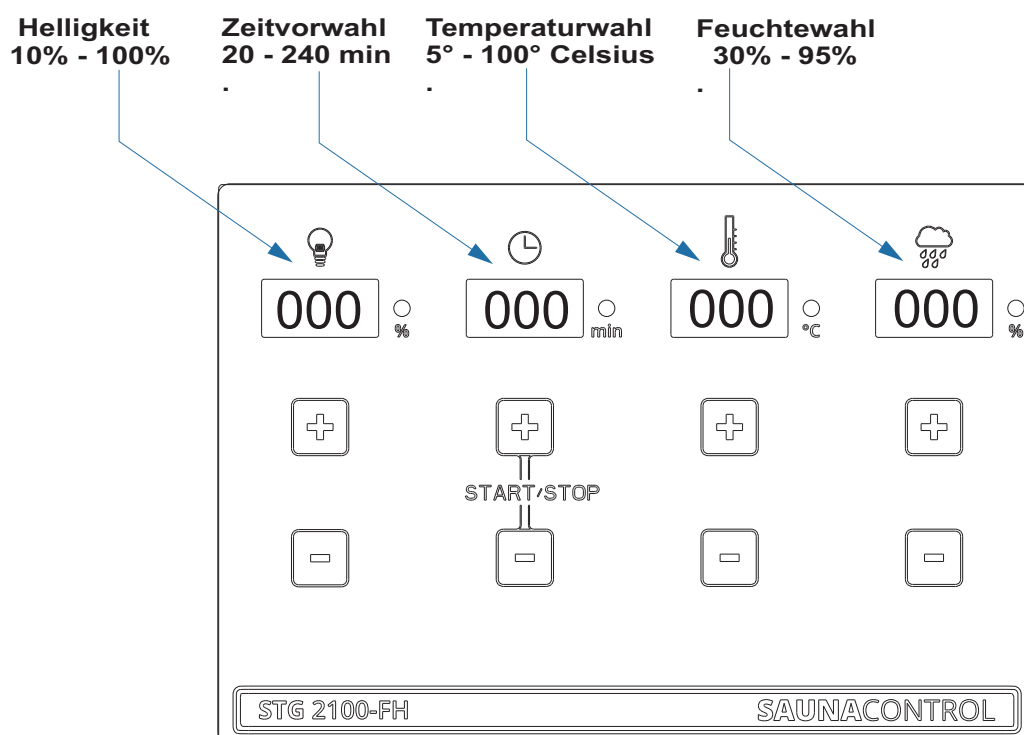 Helligkeit
10% - 100%
Zeitvorwahl
20 - 240 min
.
Temperaturwahl
5° - 100° Celsius
.
Feuchtewahl
30% - 95%
.
000 %
000 min
000 °C
000 %
START/STOP
STG 2100-FH
SAUNACONTROL